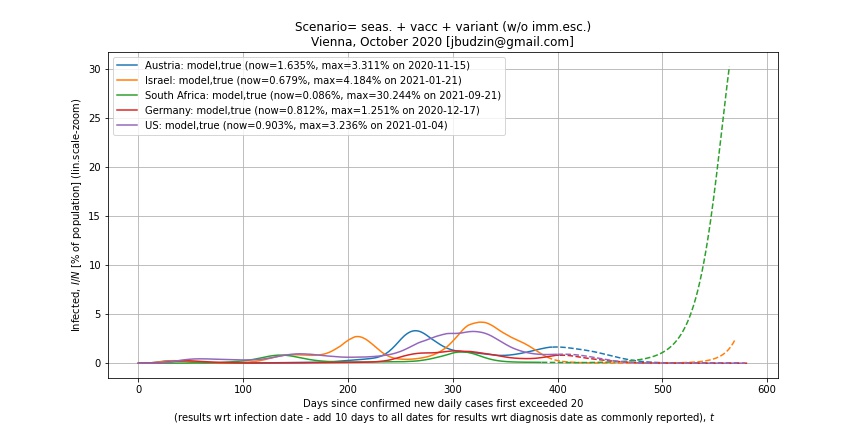 Scenario= seas. + vacc + variant (w/o imm.esc.)
Vienna, October 2020 [jbudzin@gmail.com]
Austria: model,true (now=1.635%, max=3.311% on 2020-11-15)
Israel: model,true (now=0.679%, max=4.184% on 2021-01-21)
South Africa: model,true (now=0.086%, max=30.244% on 2021-09-21)
Germany: model,true (now=0.812%, max=1.251% on 2020-12-17)
US: model,true (now=0.903%, max=3.236% on 2021-01-04)
Infected, I/N [% of population] (lin.scale-zoom)
30
25
20
15
10
5
0
0 100 200 300 400 500 600
Days since confirmed new daily cases first exceeded 20
(results wrt infection date - add 10 days to all dates for results wrt diagnosis date as commonly reported), t